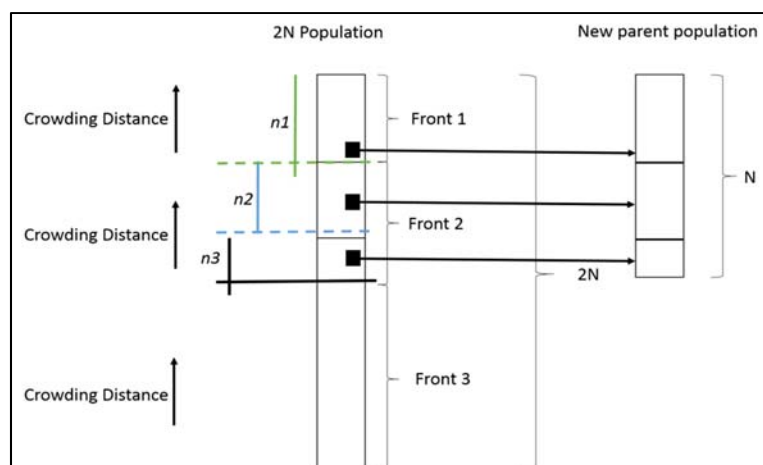 2N Population
New parent population
Crowding Distance
n1
Front 1
N
n2
Crowding Distance
Front 2
n3
2N
Crowding Distance
Front 3